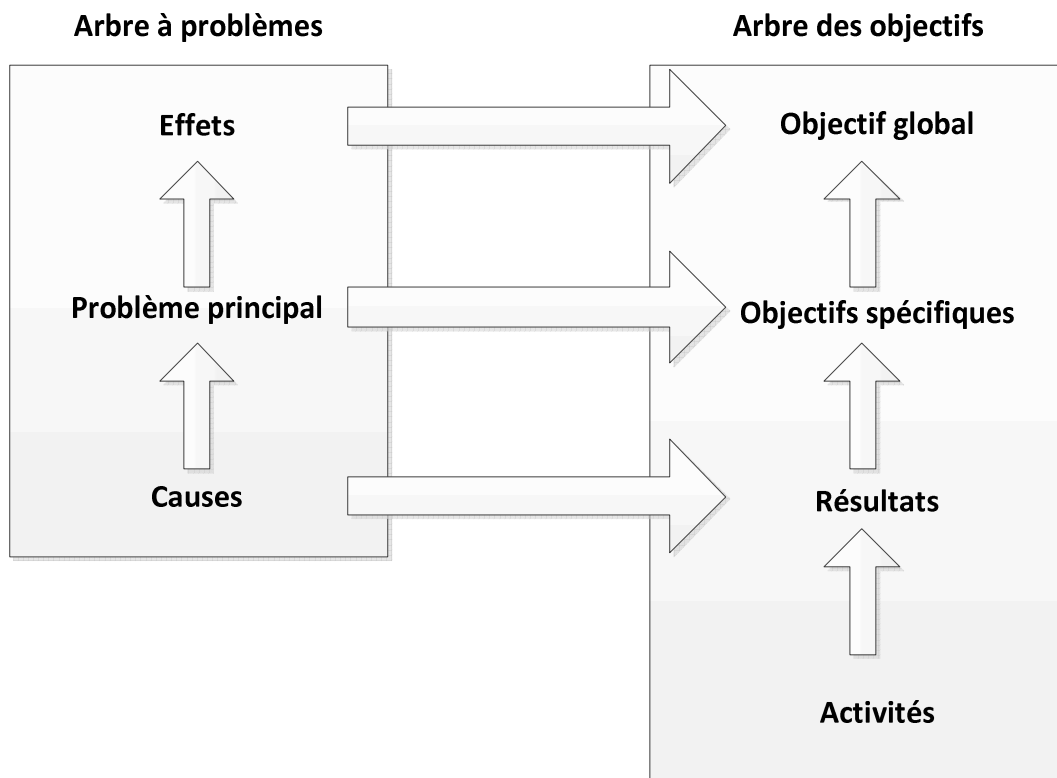 Arbre à problèmes
Arbre des objectifs
Effets
Objectif global
Problème principal
Objectifs spécifiques
Causes
Résultats
Activités